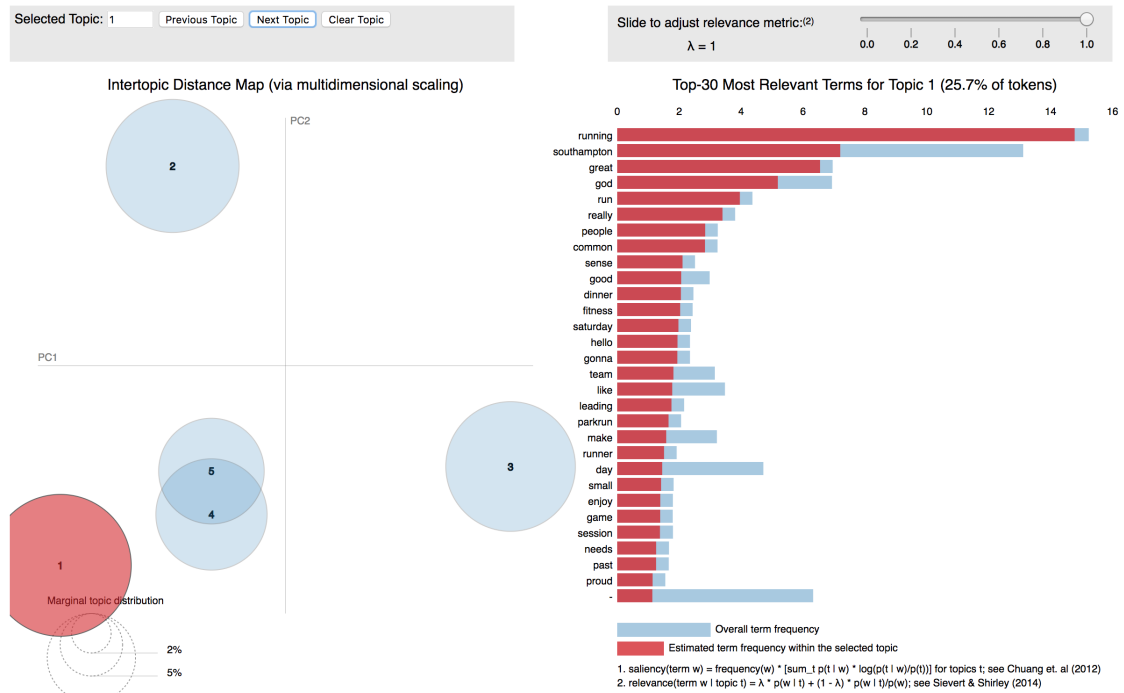 Selected Topic: 1 Previous Topic Next Topic Clear Topic
Slide to adjust relevance metric:(2)
λ = 1
0.0 0.2 0.4 0.6 0.8 1.0
Intertopic Distance Map (via multidimensional scaling)
PC2
PC1
2
5
4
3
1
Marginal topic distribution
2%
5%
Top-30 Most Relevant Terms for Topic 1 (25.7% of tokens)
0 2 4 6 8 10 12 14 16
running
southampton
great
god
run
really
people
common
sense
good
dinner
fitness
saturday
hello
gonna
team
like
leading
parkrun
make
runner
day
small
enjoy
game
session
needs
past
proud
-
Overall term frequency
Estimated term frequency within the selected topic
1. saliency(term w) = frequency(w) * [sum_t p(t | w) * log(p(t | w)/p(t))] for topics t; see Chuang et. al (2012)
2. relevance(term w | topic t) = λ * p(w | t) + (1 - λ) * p(w | t)/p(w); see Sievert & Shirley (2014)